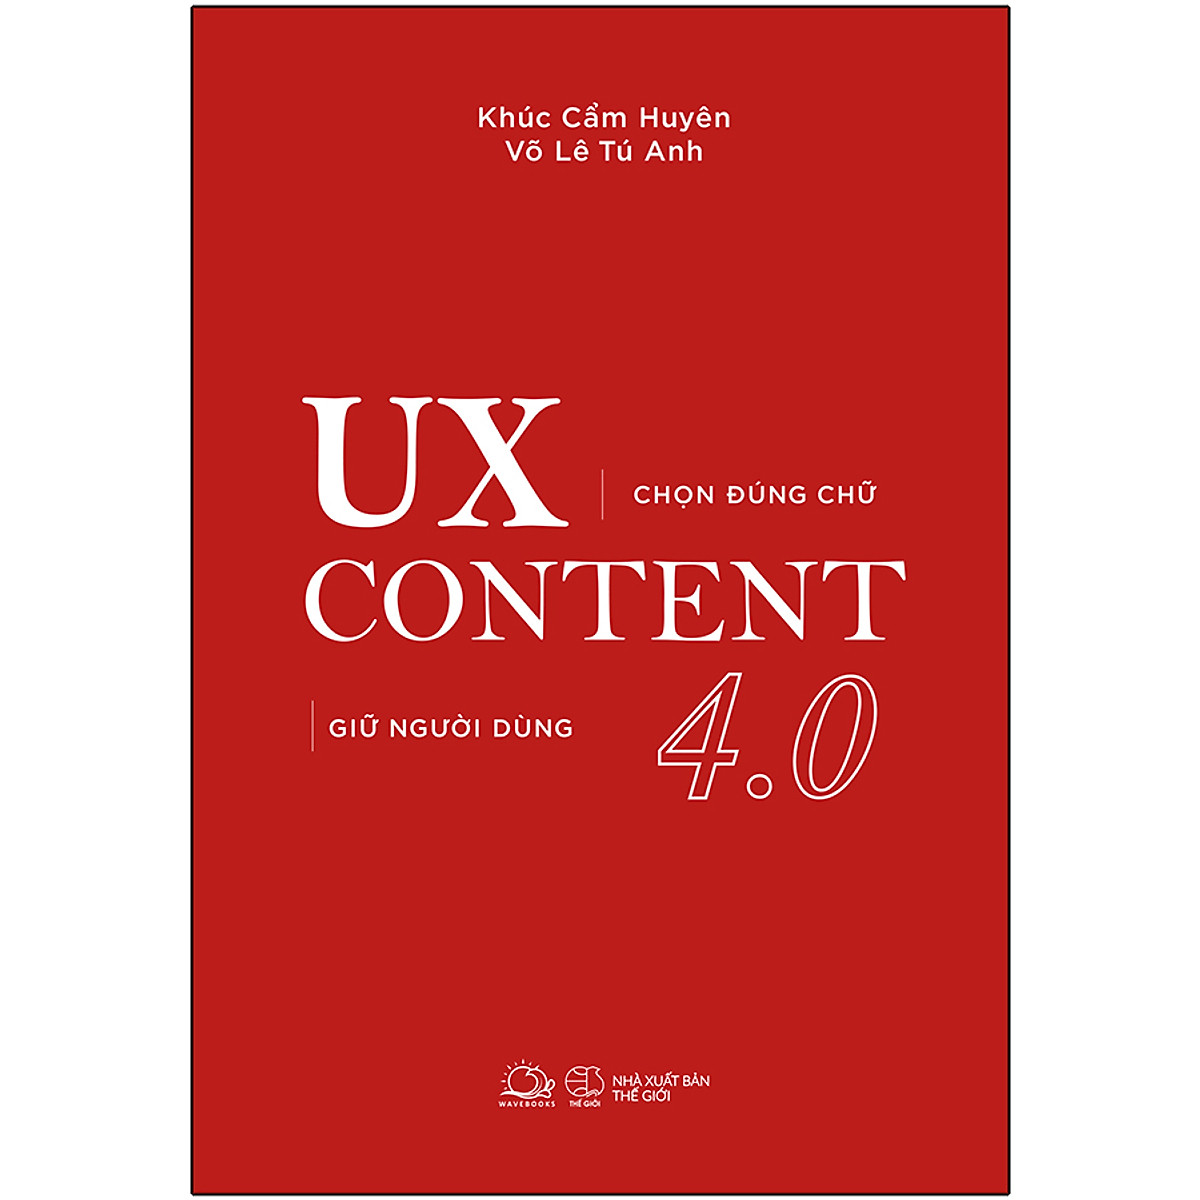 Khúc Cẩm Huyên
Võ Lê Tú Anh
UX
CHỌN ĐÚNG CHỮ
CONTENT
GIỮ NGƯỜI DÙNG
4.0
WAVEBOOKS
THẾ GIỚI
NHÀ XUẤT BẢN
THẾ GIỚI